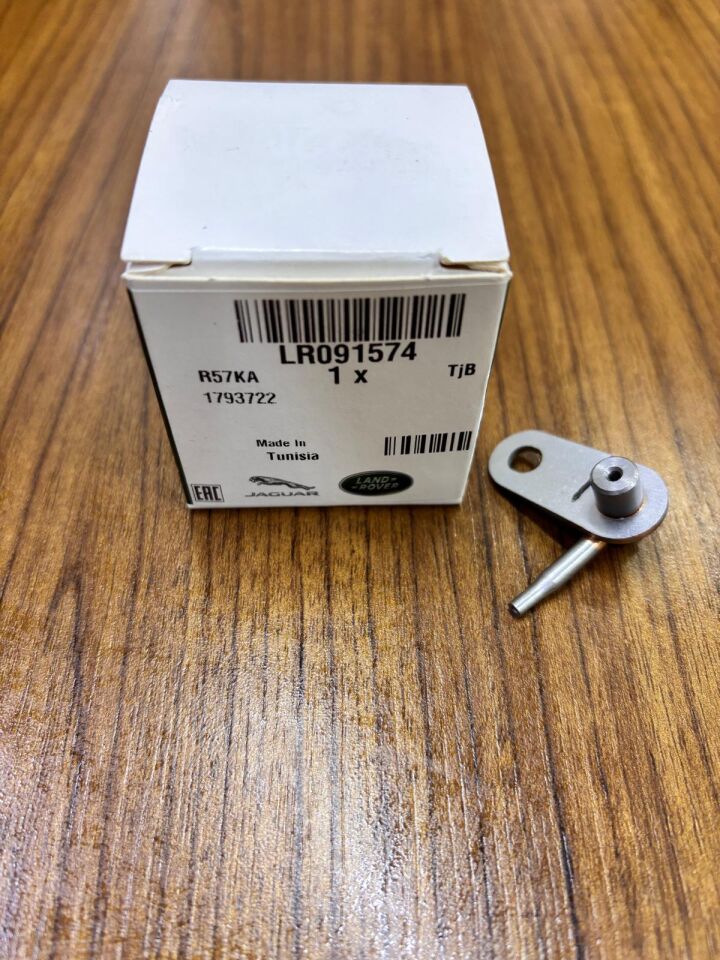 LR091574
R57KA 1 x TjB
1793722
Made In
Tunisia
EAC JAGUAR LAND ROVER